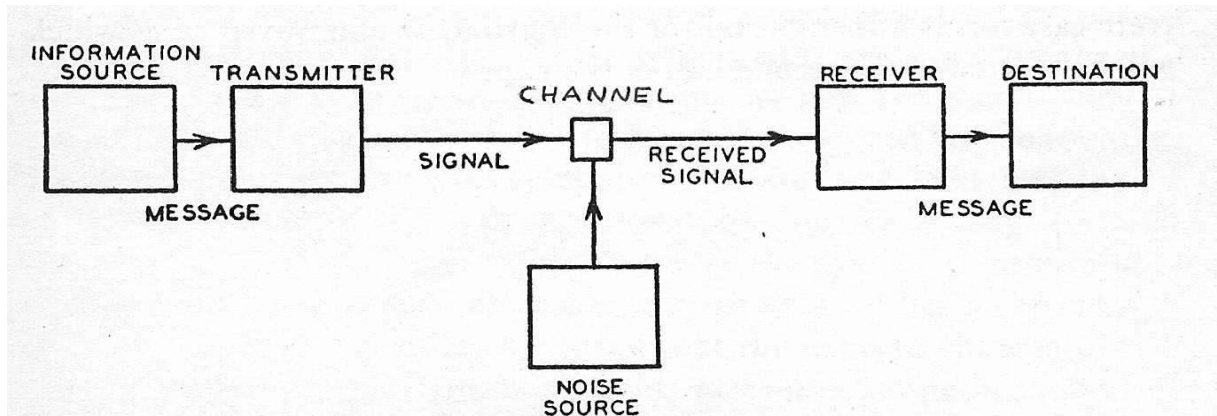 INFORMATION
SOURCE
TRANSMITTER
CHANNEL
RECEIVER
DESTINATION
SIGNAL
RECEIVED
SIGNAL
MESSAGE
MESSAGE
NOISE
SOURCE